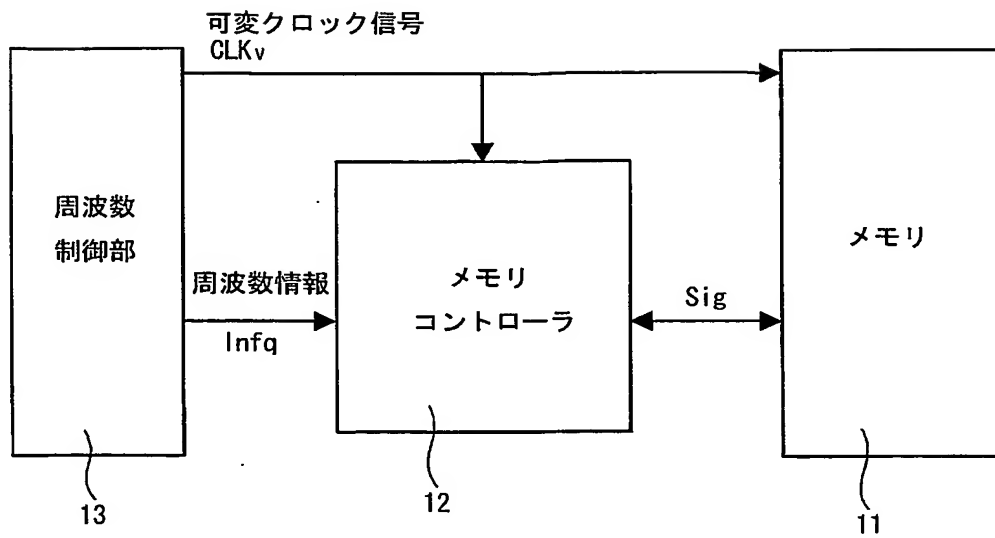 可変クロック信号
CLKv
周波数
制御部
メモリ
周波数情報
メモリ
コントローラ
Sig
Infq
13
12
11